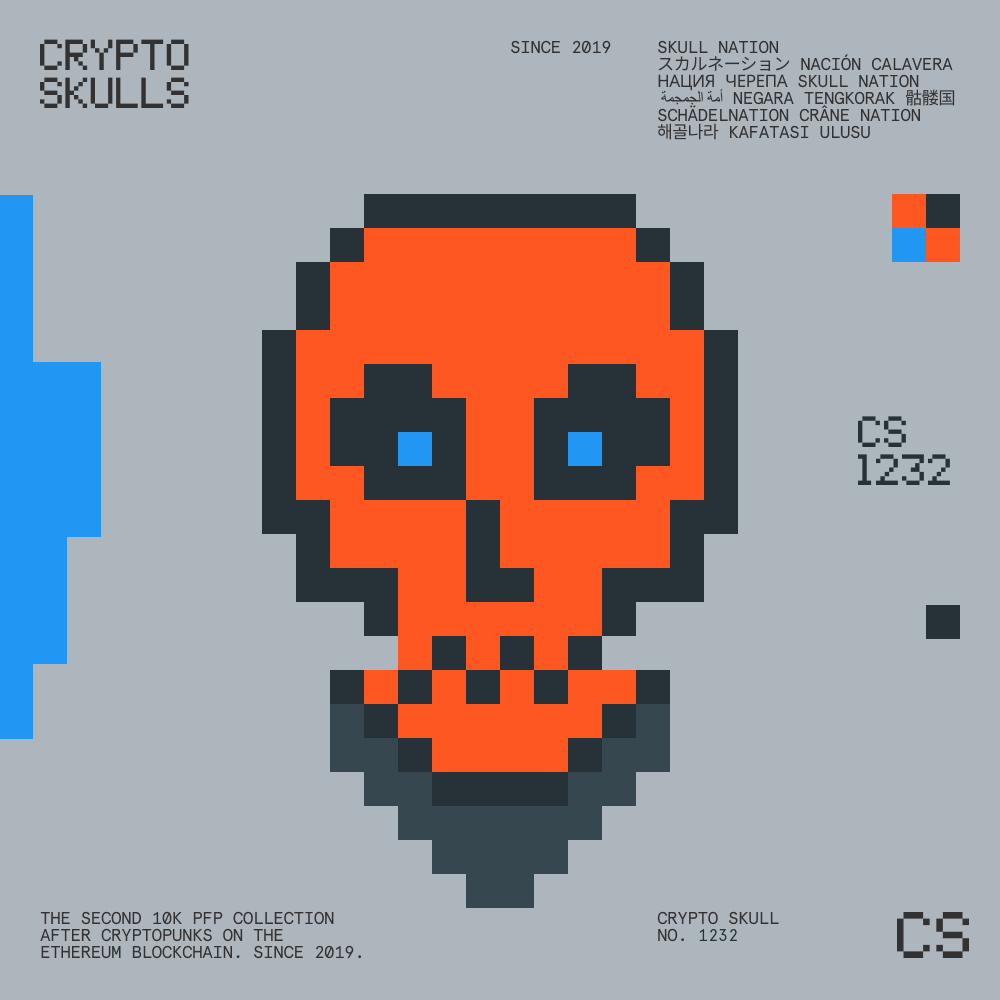 CRYPTO
SKULLS
SINCE 2019
SKULL NATION
スカルネーション NACIÓN CALAVERA
НАЦИЯ ЧЕРЕПА SKULL NATION
أمة الجمجمة NEGARA TENGKORAK 骷髅国
SCHÄDELNATION CRÂNE NATION
해골나라 KAFATASI ULUSU
CS
1232
THE SECOND 10K PFP COLLECTION
AFTER CRYPTOPUNKS ON THE
ETHEREUM BLOCKCHAIN. SINCE 2019.
CRYPTO SKULL
NO. 1232
CS